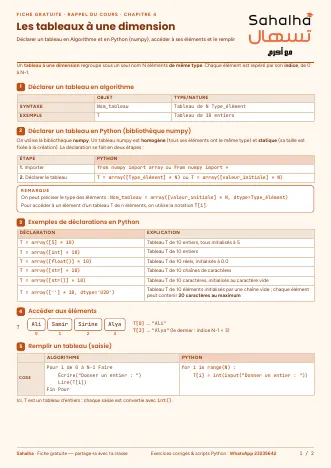 FICHE GRATUITE · RAPPEL DU COURS · CHAPITRE 4
Les tableaux à une dimension
Déclarer un tableau en Algorithme et en Python (numpy), accéder à ses éléments et le remplir
Sahalha
تسهال
Un tableau à une dimension regroupe sous un seul nom N éléments de même type. Chaque élément est repéré par son indice, de 0
à N-1
1 Déclarer un tableau en algorithme
OBJET TYPE/NATURE
SYNTAXE Nom_tableau Tableau de N Type_élément
EXEMPLE T Tableau de 10 entiers
2 Déclarer un tableau en Python (bibliothèque numpy)
On utilise la bibliothèque numpy. Un tableau numpy est homogène (tous ses éléments ont le même type) et statique (sa taille est
fixée à la création). La déclaration se fait en deux étapes :
ÉTAPE PYTHON
1. Importer from numpy import array ou from numpy import *
2. Déclarer le tableau T = array([Type_élément] * N) ou T = array([valeur_initiale] * N)
REMARQUE
On peut préciser le type des éléments : Nom_tableau = array([valeur_initiale] * N, dtype=Type_élément)
Pour accéder à un élément d'un tableau de n éléments, on utilise la notation T[i].
3 Exemples de déclarations en Python
DÉCLARATION EXPLICATION
T = array([5] * 10) Tableau de 10 entiers, tous initialisés à 5
T = array([int] * 10) Tableau de 10 entiers
T = array([float()] * 10) Tableau de 10 réels, initialisés à 0.0
T = array([str] * 10) Tableau de 10 chaînes de caractères
T = array([str()] * 10) Tableau de 10 caractères, initialisés au caractère vide
T = array([''] * 10, dtype='U20') Tableau de 10 éléments initialisés par une chaîne vide ; chaque élément
peut contenir 20 caractères au maximum
4 Accéder aux éléments
T Ali Samir Sirine Alya
0 1 2 3
T[0] → "Ali"
T[3] → "Alya" (le dernier : indice N-1 = 3)
5 Remplir un tableau (saisie)
ALGORITHME PYTHON
CODE
Pour i de 0 à N-1 Faire
Écrire("Donner un entier : ")
Lire(T[i])
Fin Pour
for i in range(N) :
T[i] = int(input("Donner un entier : "))
Ici, T est un tableau d'entiers : chaque saisie est convertie avec int().
Sahalha · Fiche gratuite — partage-la avec ta classe
Exercices corrigés & scripts Python : WhatsApp 23235642
1 / 2